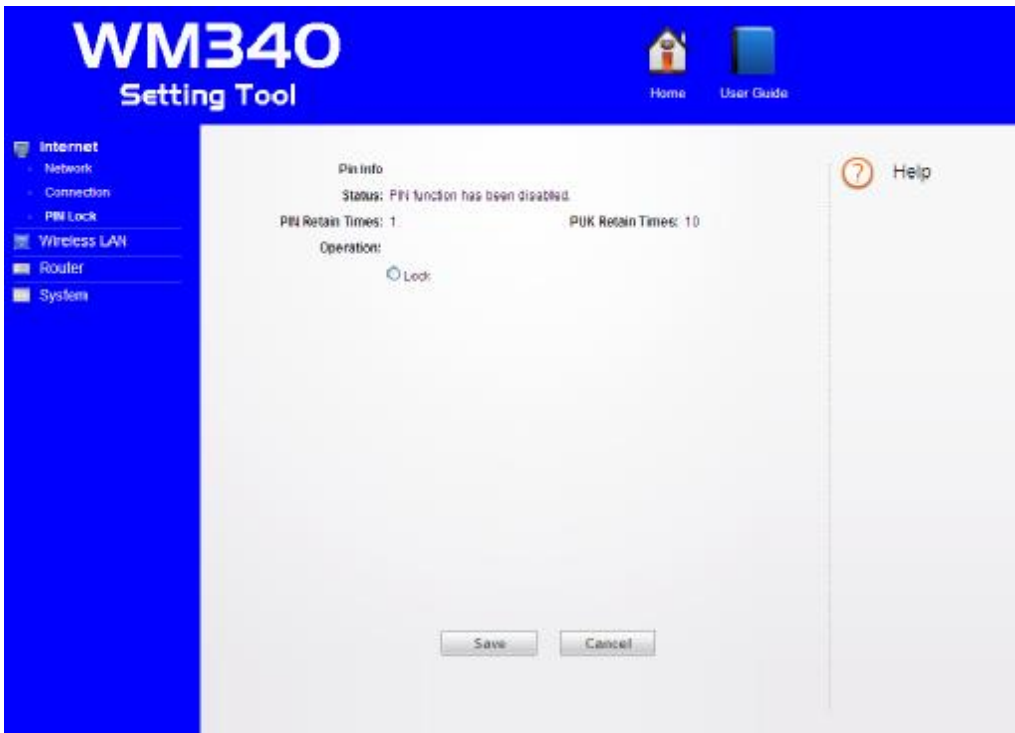 WM340
Setting Tool
Home
User Guide
Internet
Network
Connection
PIN Lock
Wireless LAN
Router
System
Pin Info
Status: PIN function has been disabled.
PIN Retain Times: 1
PUK Retain Times: 10
Operation:
Lock
Save
Cancel
?
Help